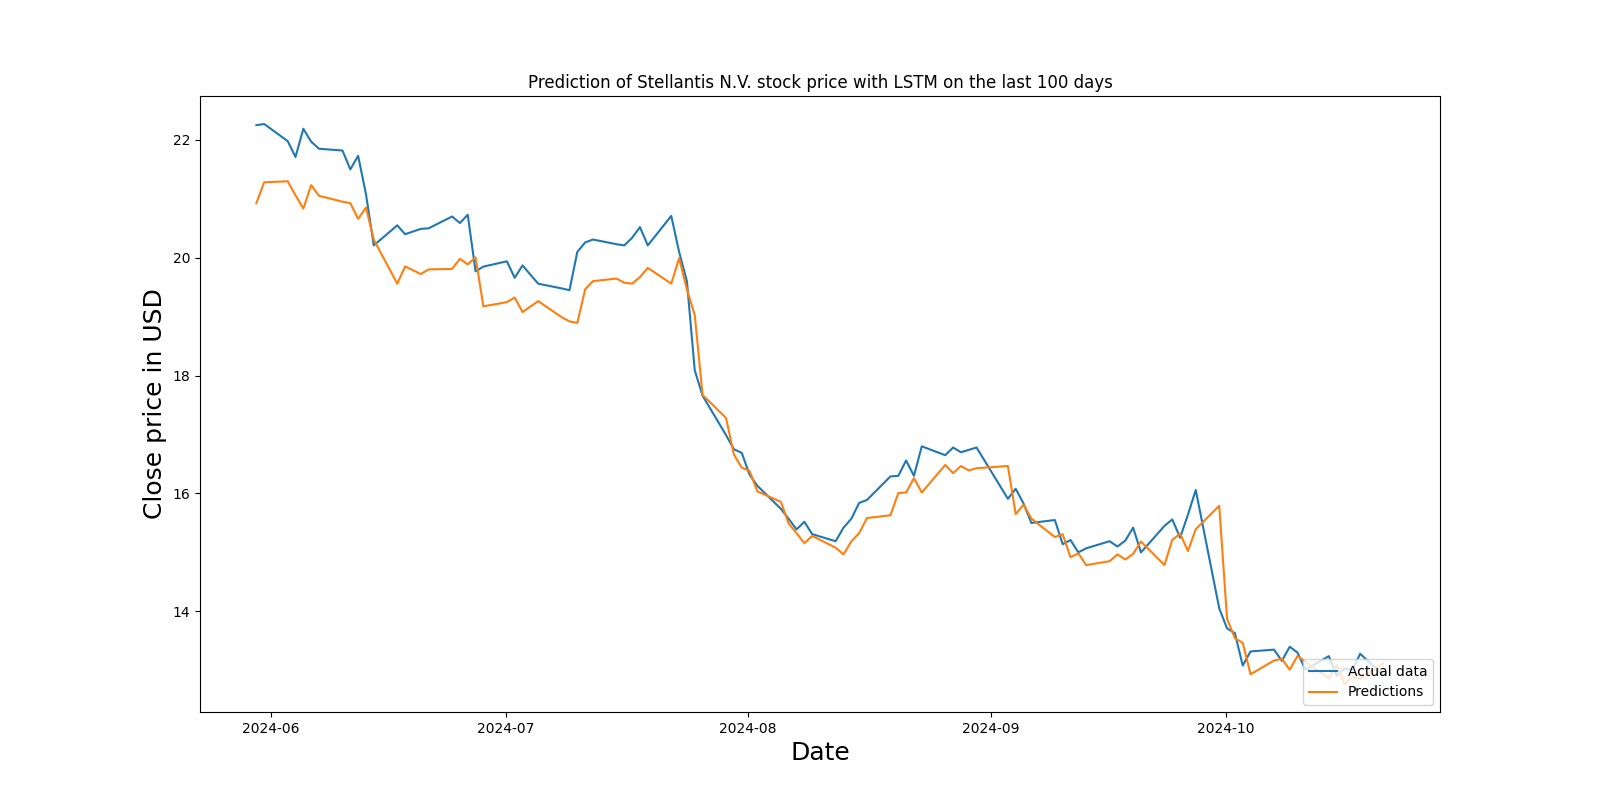 Prediction of Stellantis N.V. stock price with LSTM on the last 100 days
Close price in USD
22
20
18
16
14
2024-06
2024-07
2024-08
2024-09
2024-10
Date
Actual data
Predictions